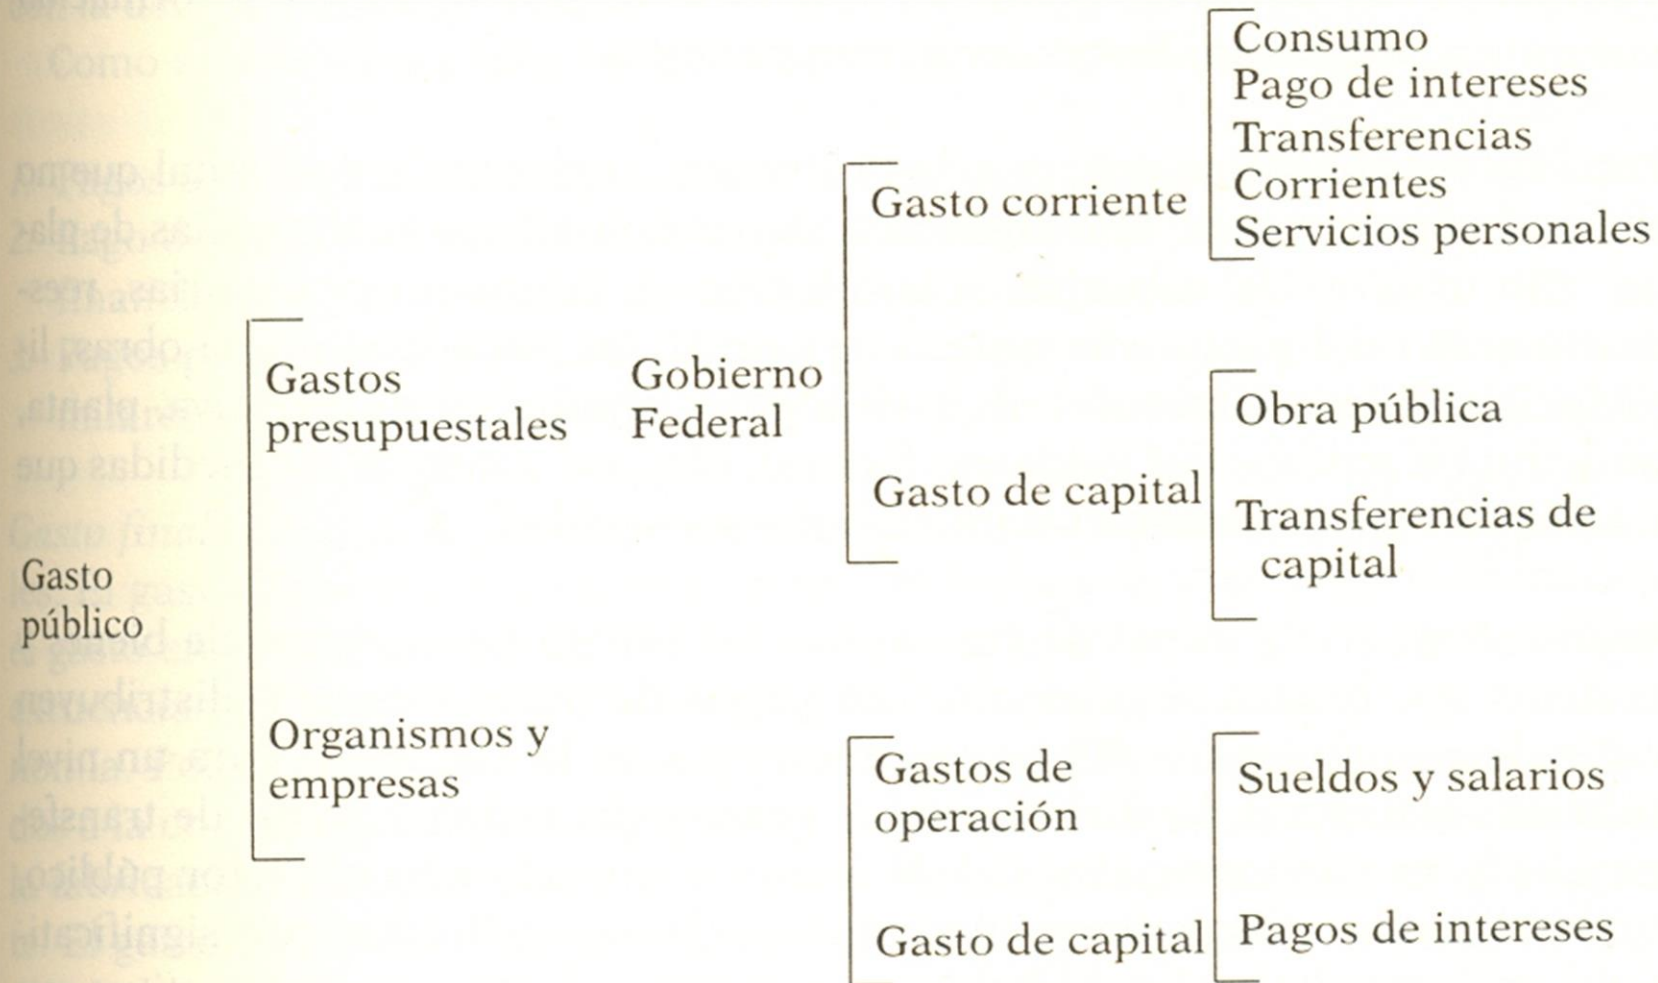 Gasto
público
Gastos
presupuestales
Gobierno
Federal
Gasto corriente
Consumo
Pago de intereses
Transferencias
Corrientes
Servicios personales
Gasto de capital
Obra pública
Transferencias de
capital
Organismos y
empresas
Gastos de
operación
Gasto de capital
Sueldos y salarios
Pagos de intereses